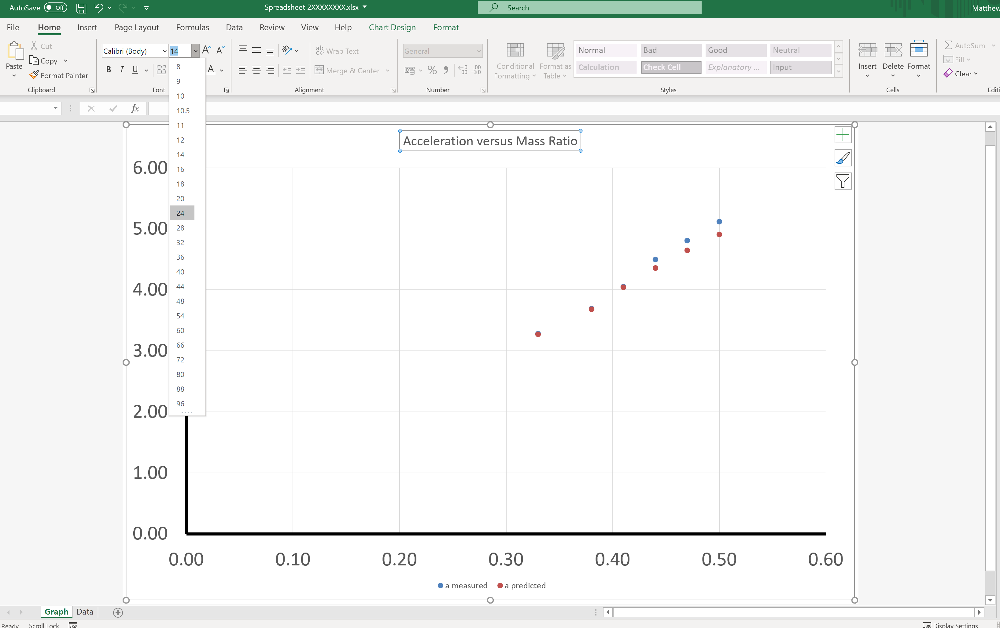 AutoSave Off Spreadsheet 2XXXXXXXX.xlsx Search
File Home Insert Page Layout Formulas Data Review View Help Chart Design Format
Paste
Cut
Copy
Format Painter
Clipboard
Calibri (Body) 14
B I U A
Font
Wrap Text
Merge & Center
Alignment
General
% 9 .00 .00
Number
Conditional Formatting
Format as Table
Normal Bad Good Neutral
Calculation Check Cell Explanatory ... Input
Styles
Insert Delete Format
Cells
AutoSum
Fill
Clear
fx
8
9
10
10.5
11
12
14
16
18
20
24
28
32
36
40
44
48
54
60
66
72
80
88
96
Acceleration versus Mass Ratio
6.00
5.00
4.00
3.00
2.00
1.00
0.00
0.00 0.10 0.20 0.30 0.40 0.50 0.60
a measured a predicted
Graph Data
Ready Scroll Lock Display Settings